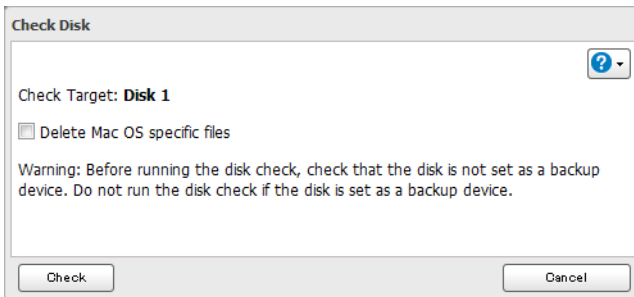 Check Disk
?
Check Target: Disk 1
Delete Mac OS specific files
Warning: Before running the disk check, check that the disk is not set as a backup
device. Do not run the disk check if the disk is set as a backup device.
Check
Cancel